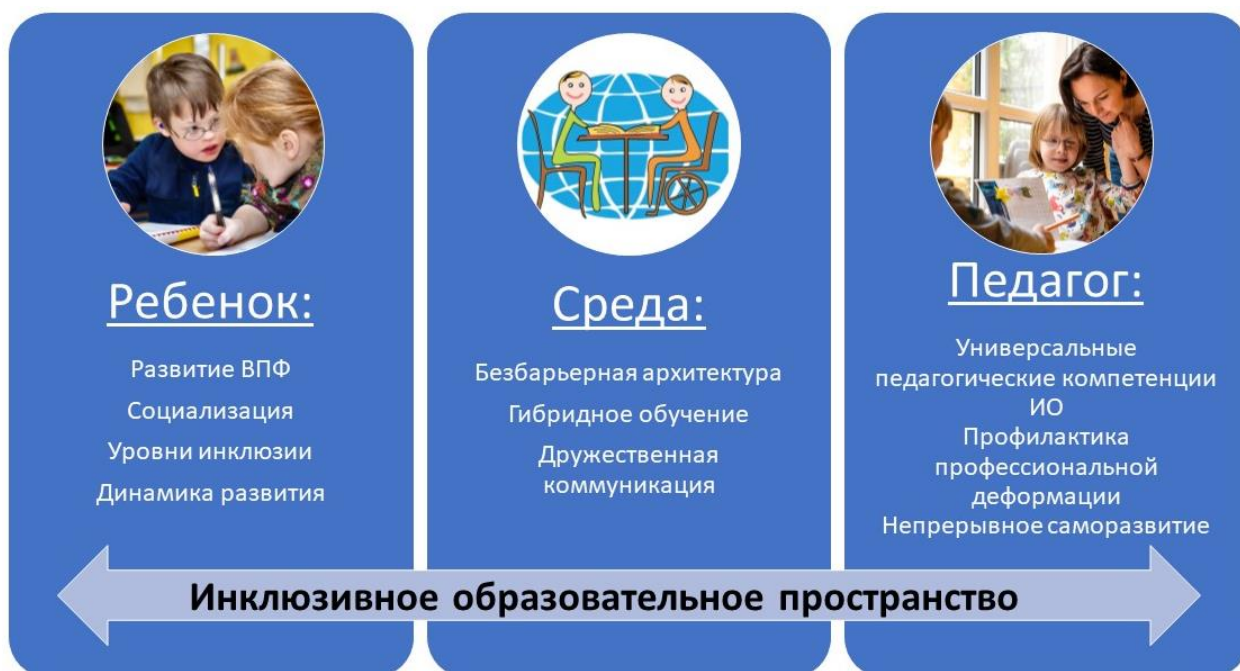 Ребенок:
Развитие ВПФ
Социализация
Уровни инклюзии
Динамика развития
Среда:
Безбарьерная архитектура
Гибридное обучение
Дружественная
коммуникация
Педагог:
Универсальные
педагогические компетенции
ИО
Профилактика
профессиональной
деформации
Непрерывное саморазвитие
Инклюзивное образовательное пространство